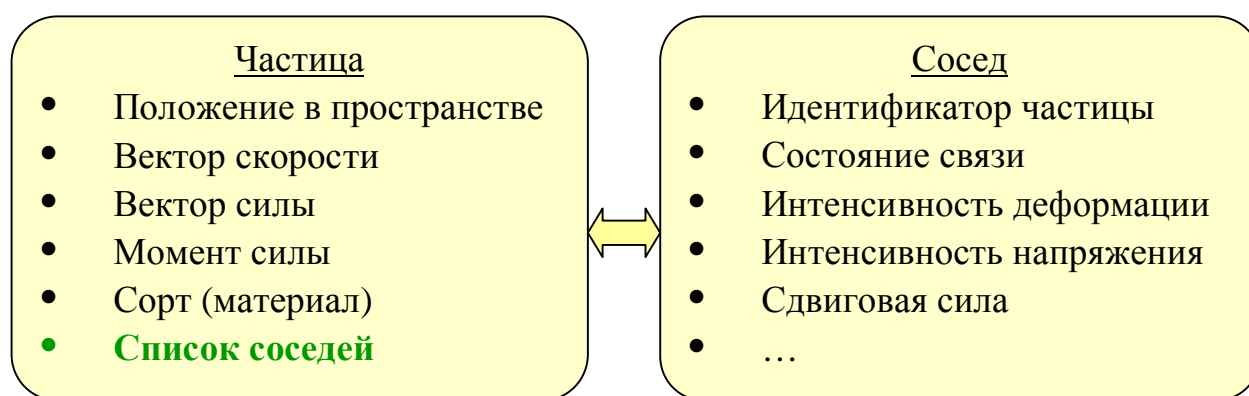 Частица
• Положение в пространстве
• Вектор скорости
• Вектор силы
• Момент силы
• Сорт (материал)
• Список соседей
Сосед
• Идентификатор частицы
• Состояние связи
• Интенсивность деформации
• Интенсивность напряжения
• Сдвиговая сила
• …